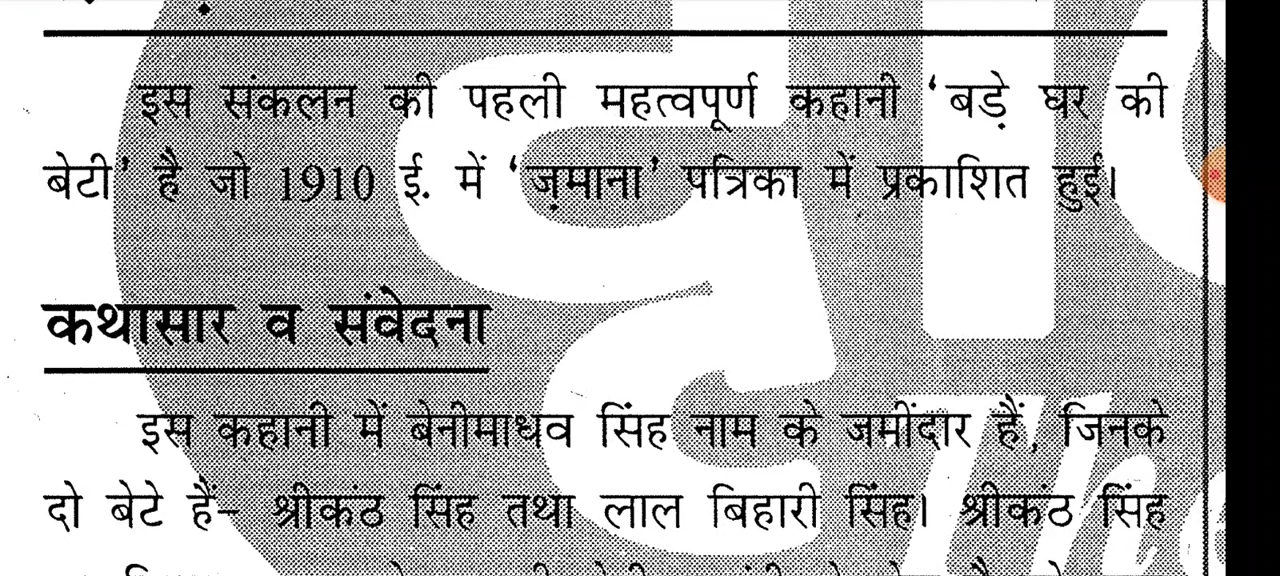 इस संकलन की पहली महत्वपूर्ण कहानी ‘बड़े घर की
बेटी’ है जो 1910 ई. में ‘ज़माना’ पत्रिका में प्रकाशित हुई।
कथासार व संवेदना
इस कहानी में बेनीमाधव सिंह नाम के जमींदार हैं, जिनके
दो बेटे हैं– श्रीकंठ सिंह तथा लाल बिहारी सिंह। श्रीकंठ सिंह